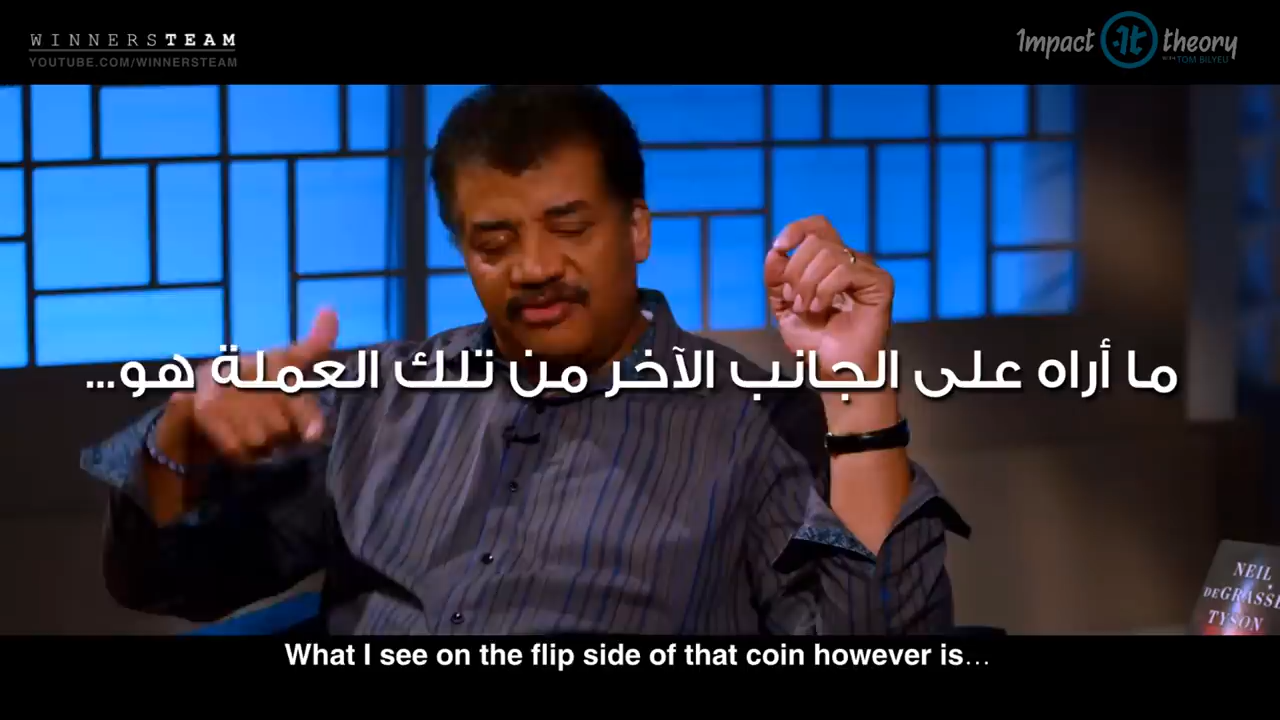 WINNERSTEAM
YOUTUBE.COM/WINNERSTEAM
Impact it theory
WITH TOM BILYEU
ما أراه على الجانب الآخر من تلك العملة هو...
NEIL
DEGRASSE
TYSON
What I see on the flip side of that coin however is...